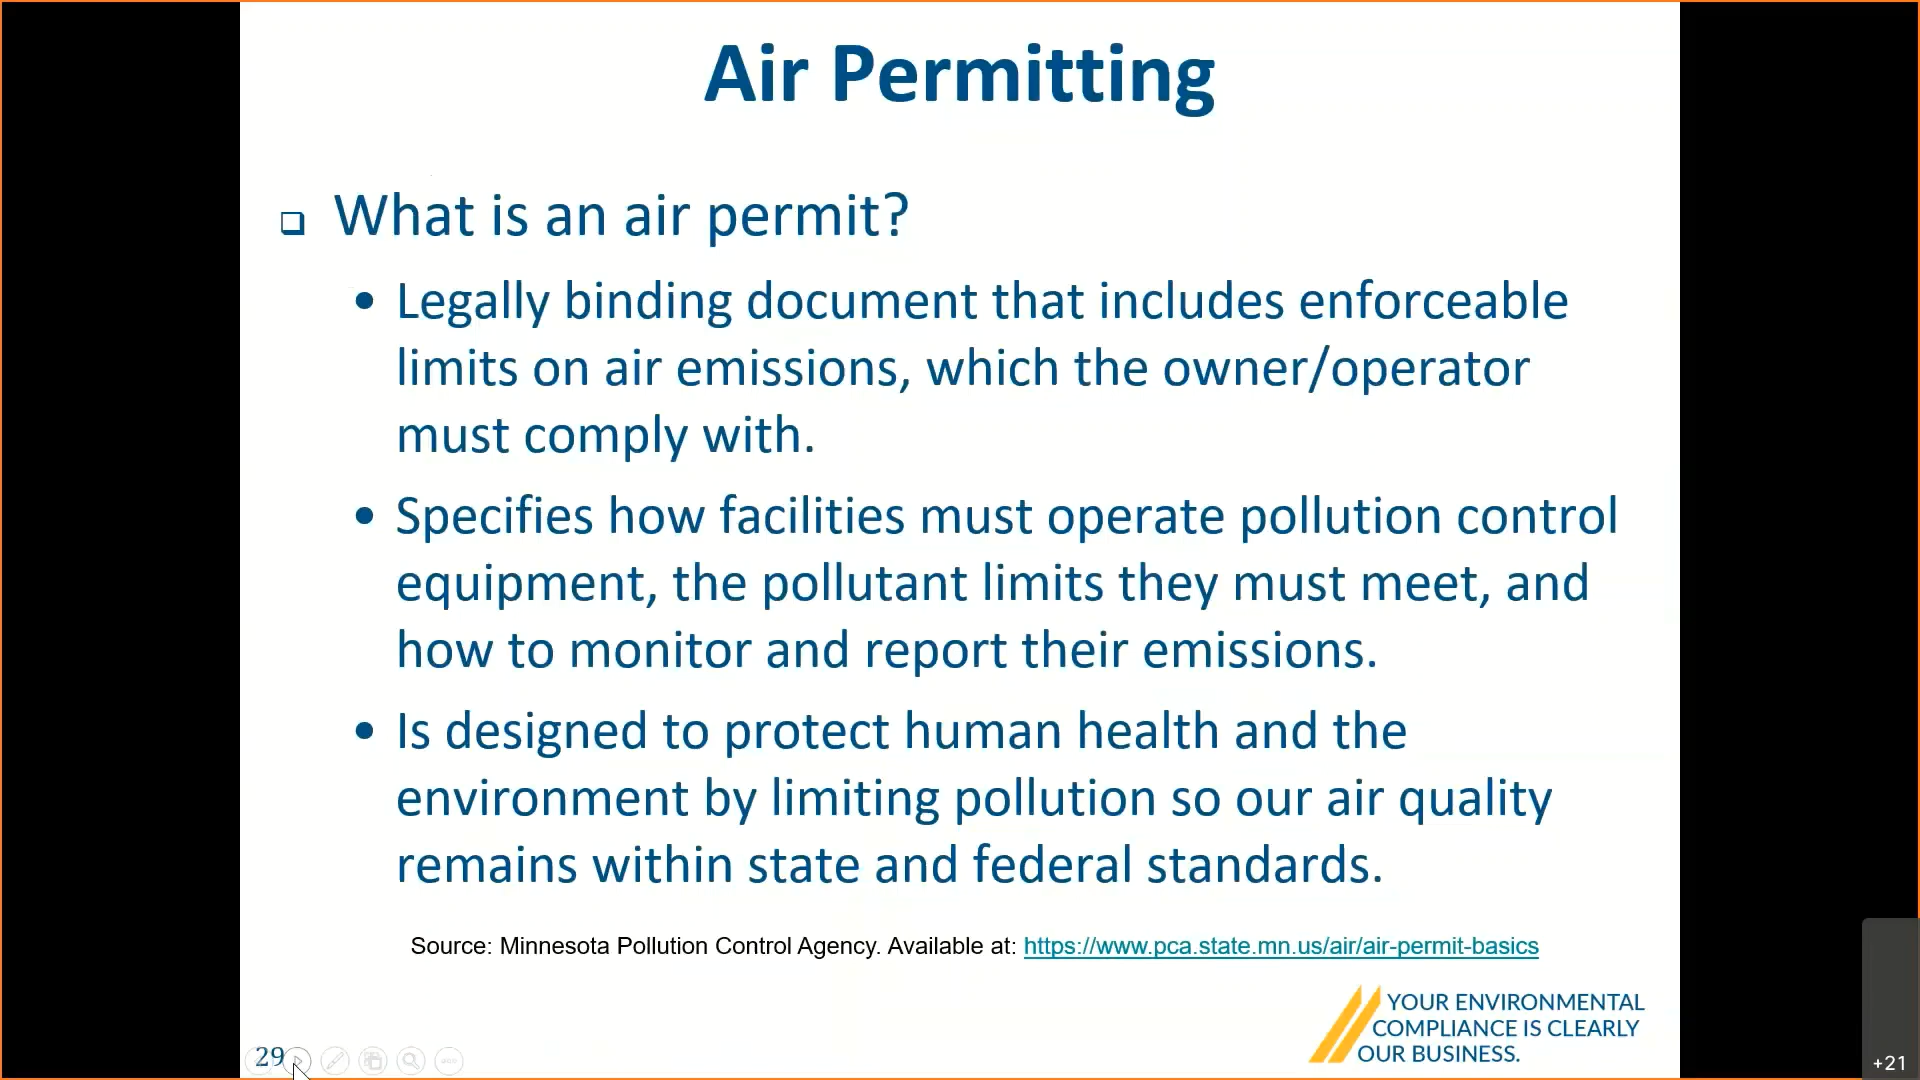 Air Permitting
What is an air permit?
• Legally binding document that includes enforceable
limits on air emissions, which the owner/operator
must comply with.
• Specifies how facilities must operate pollution control
equipment, the pollutant limits they must meet, and
how to monitor and report their emissions.
• Is designed to protect human health and the
environment by limiting pollution so our air quality
remains within state and federal standards.
Source: Minnesota Pollution Control Agency. Available at: https://www.pca.state.mn.us/air/air-permit-basics
YOUR ENVIRONMENTAL
COMPLIANCE IS CLEARLY
OUR BUSINESS.
29
+21